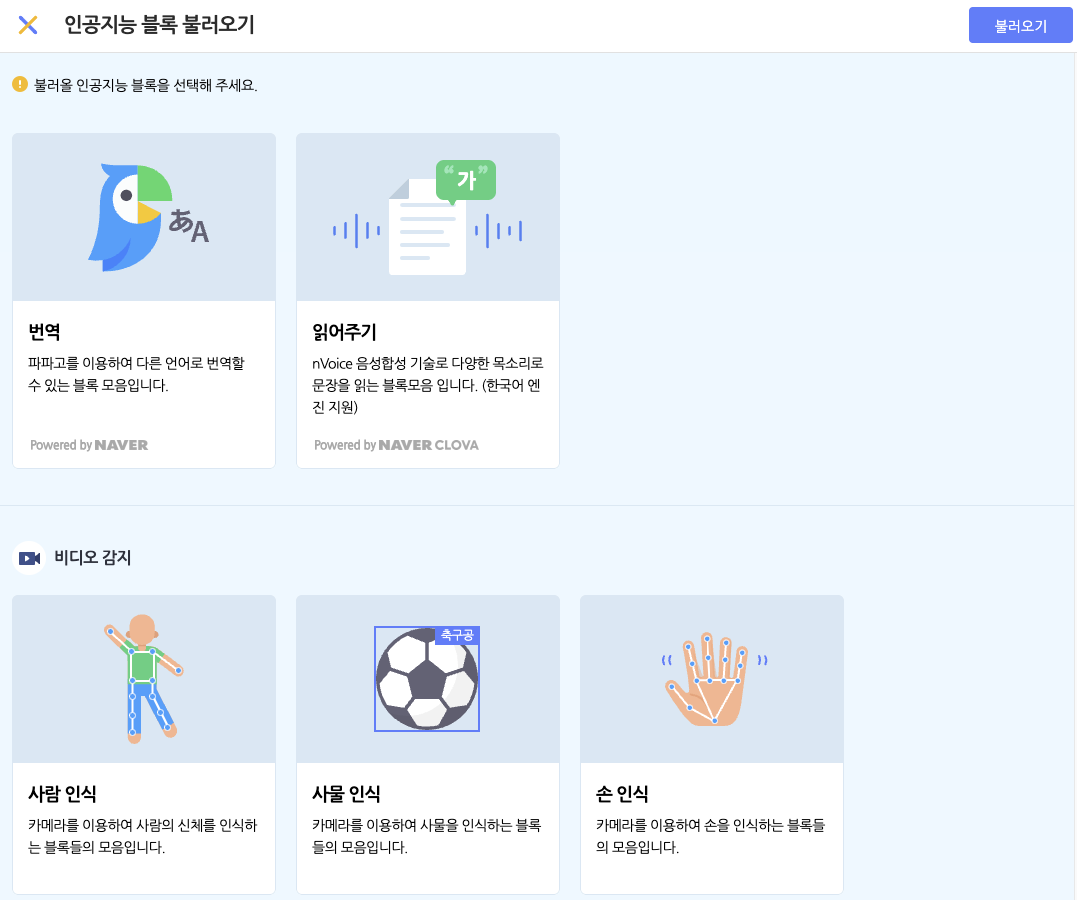 인공지능 블록 불러오기
불러오기
불러올 인공지능 블록을 선택해 주세요.
あA
“가”
번역
파파고를 이용하여 다른 언어로 번역할
수 있는 블록 모음입니다.
Powered by NAVER
읽어주기
nVoice 음성합성 기술로 다양한 목소리로
문장을 읽는 블록모음 입니다. (한국어 엔
진 지원)
Powered by NAVER CLOVA
비디오 감지
축구공
사람 인식
카메라를 이용하여 사람의 신체를 인식하
는 블록들의 모음입니다.
사물 인식
카메라를 이용하여 사물을 인식하는 블록
들의 모음입니다.
손 인식
카메라를 이용하여 손을 인식하는 블록들
의 모음입니다.